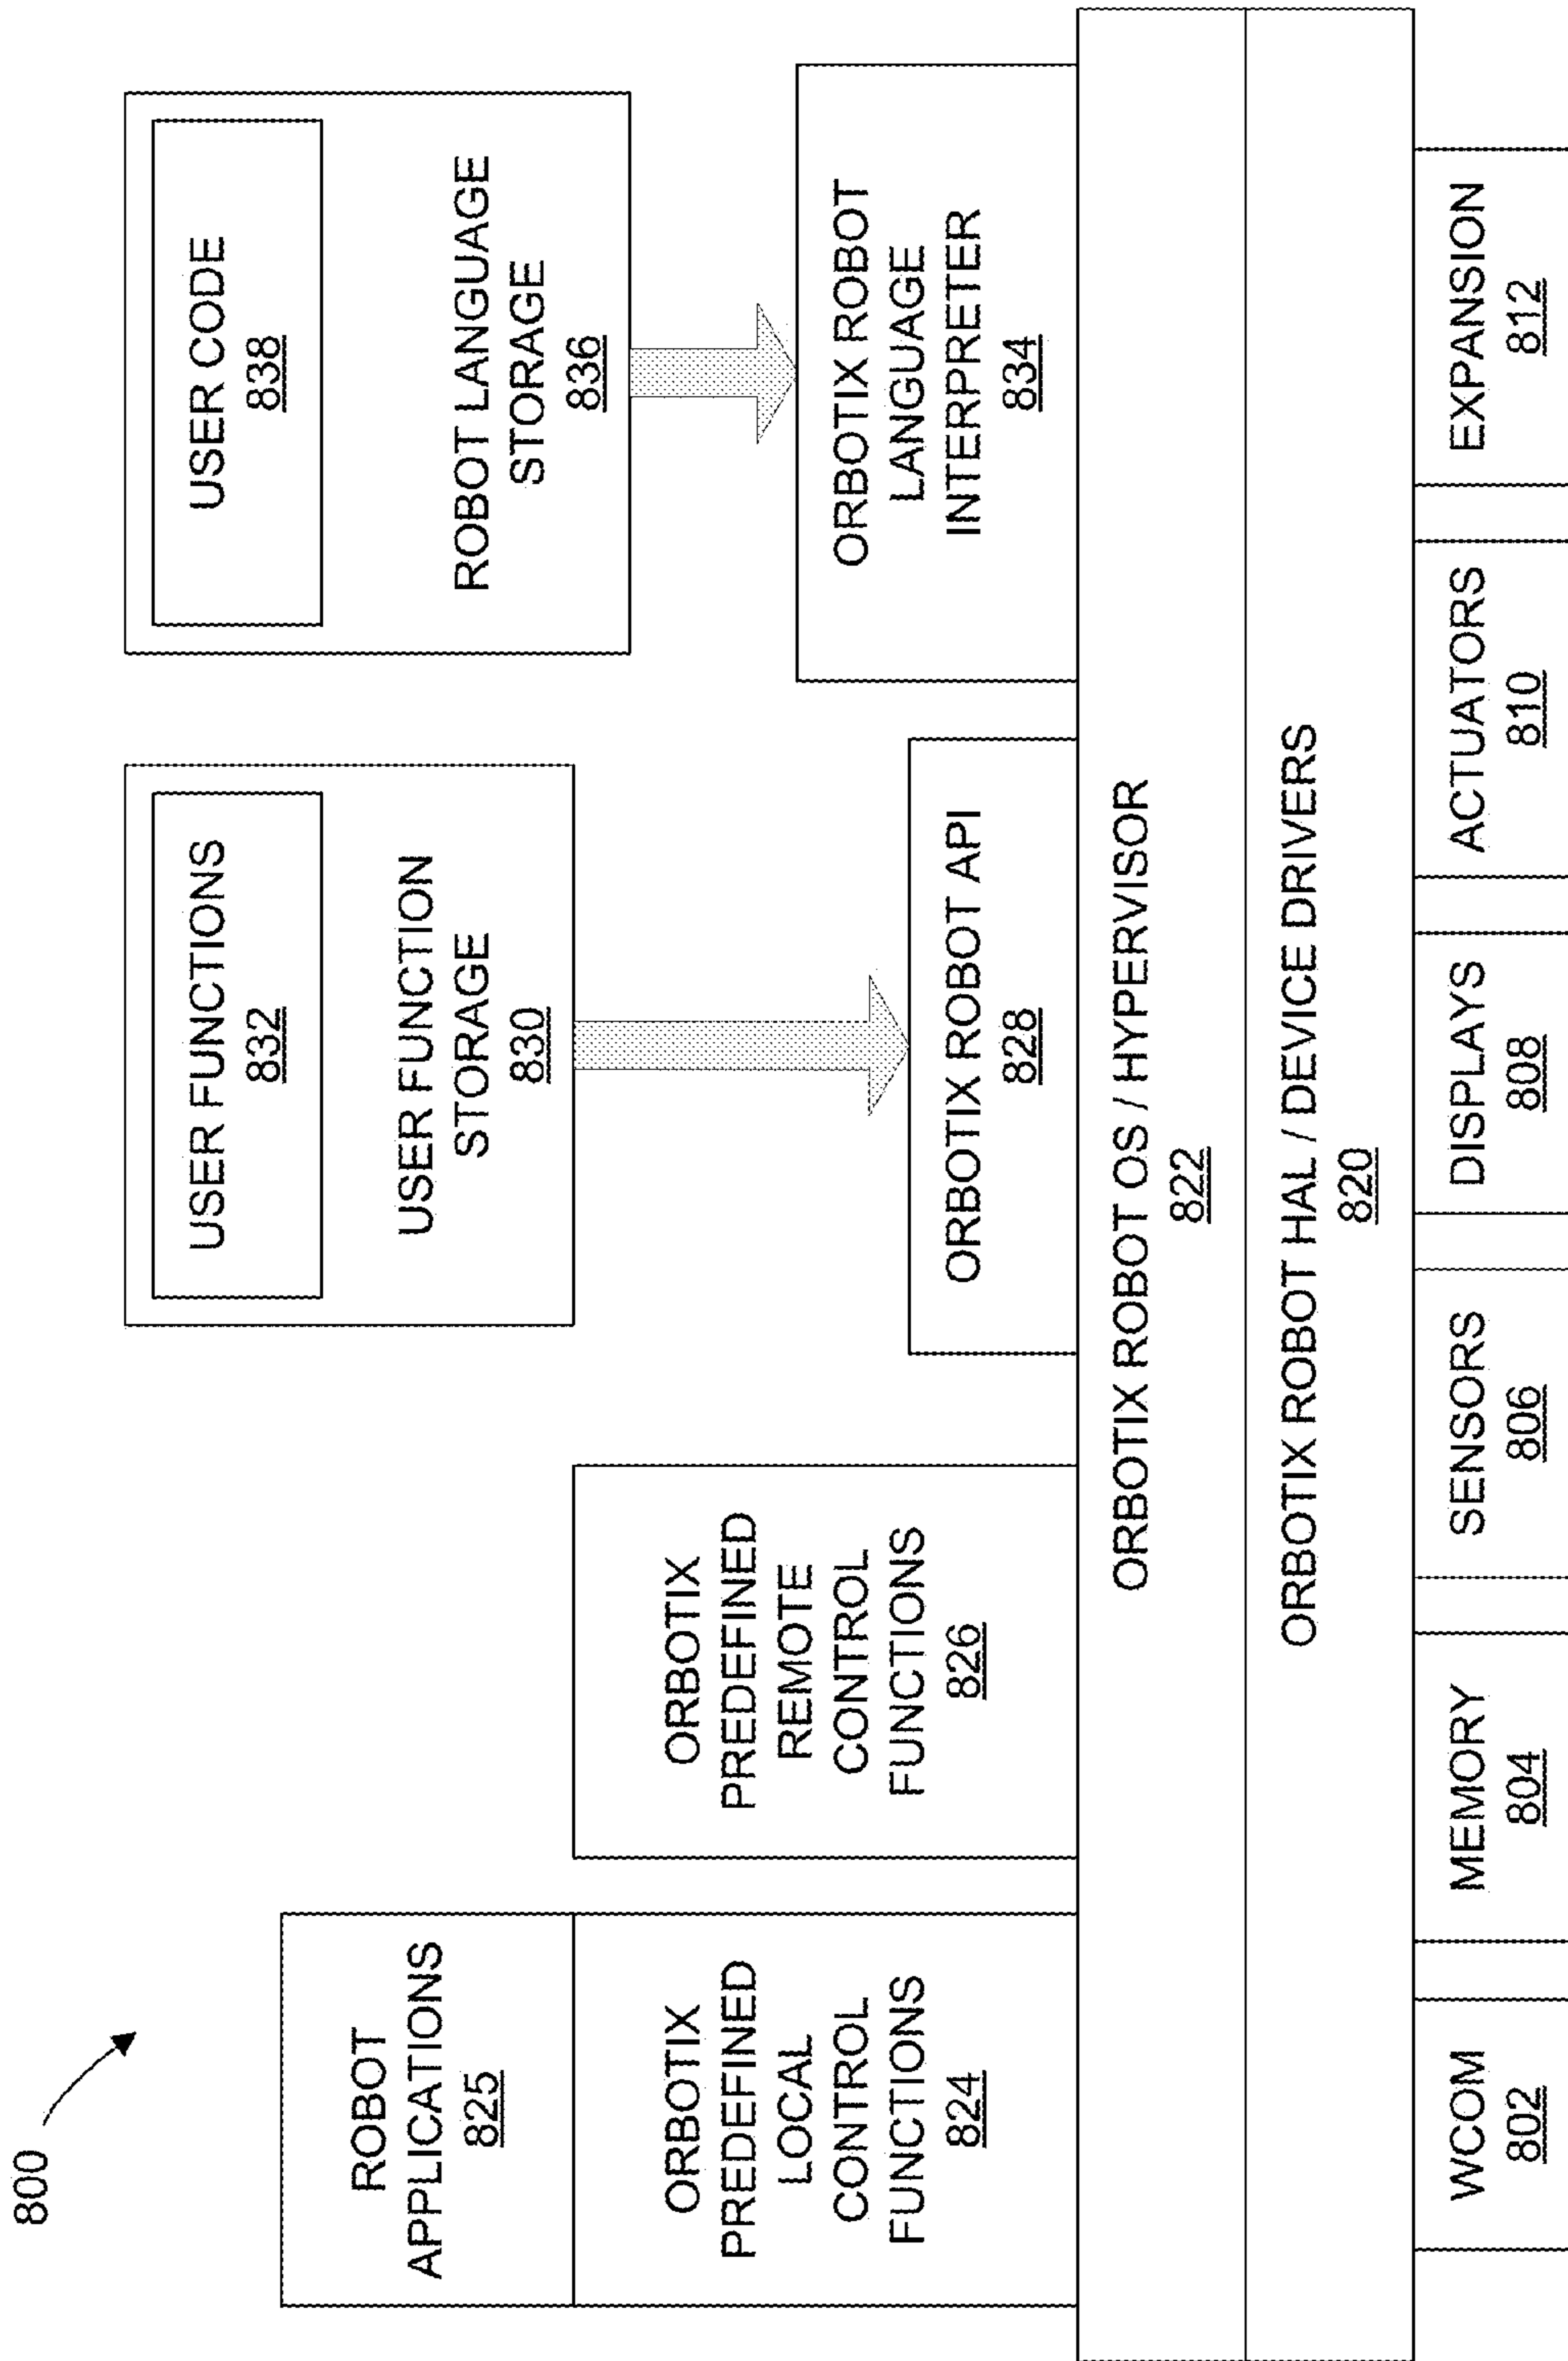 800
ROBOT
APPLICATIONS
825
ORBOTIX
PREDEFINED
LOCAL
CONTROL
FUNCTIONS
824
ORBOTIX
PREDEFINED
REMOTE
CONTROL
FUNCTIONS
826
USER FUNCTIONS
832
USER FUNCTION
STORAGE
830
ORBOTIX ROBOT API
828
USER CODE
838
ROBOT LANGUAGE
STORAGE
836
ORBOTIX ROBOT
LANGUAGE
INTERPRETER
834
ORBOTIX ROBOT OS / HYPERVISOR
822
ORBOTIX ROBOT HAL / DEVICE DRIVERS
820
WCOM
802
MEMORY
804
SENSORS
806
DISPLAYS
808
ACTUATORS
810
EXPANSION
812